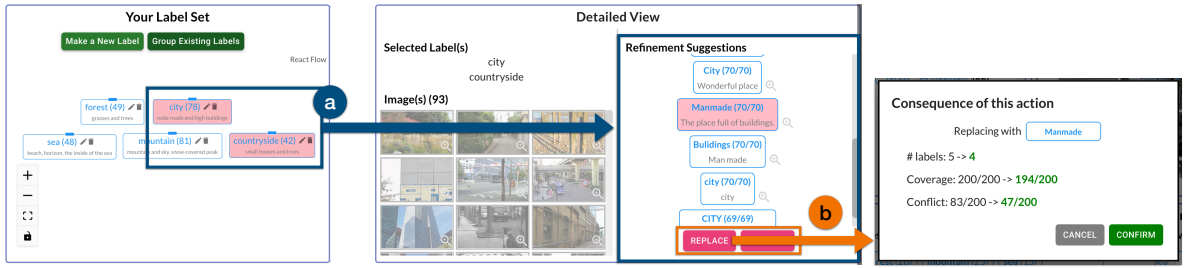 Your Label Set
Make a New Label
Group Existing Labels
React Flow
forest (49)
grasses and trees
city (78)
wide roads and high buildings.
sea (48)
beach, horizon, the inside of the sea
mountain (81)
mountain and sky, snow-covered peak
countryside (42)
small houses and trees
a
Detailed View
Selected Label(s)
city
countryside
Image(s) (93)
Refinement Suggestions
City (70/70)
Wonderful place
Manmade (70/70)
The place full of buildings.
Bulidings (70/70)
Man made
city (70/70)
city
CITY (69/69)
REPLACE
b
Consequence of this action
Replacing with Manmade
# labels: 5 -> 4
Coverage: 200/200 -> 194/200
Conflict: 83/200 -> 47/200
CANCEL
CONFIRM